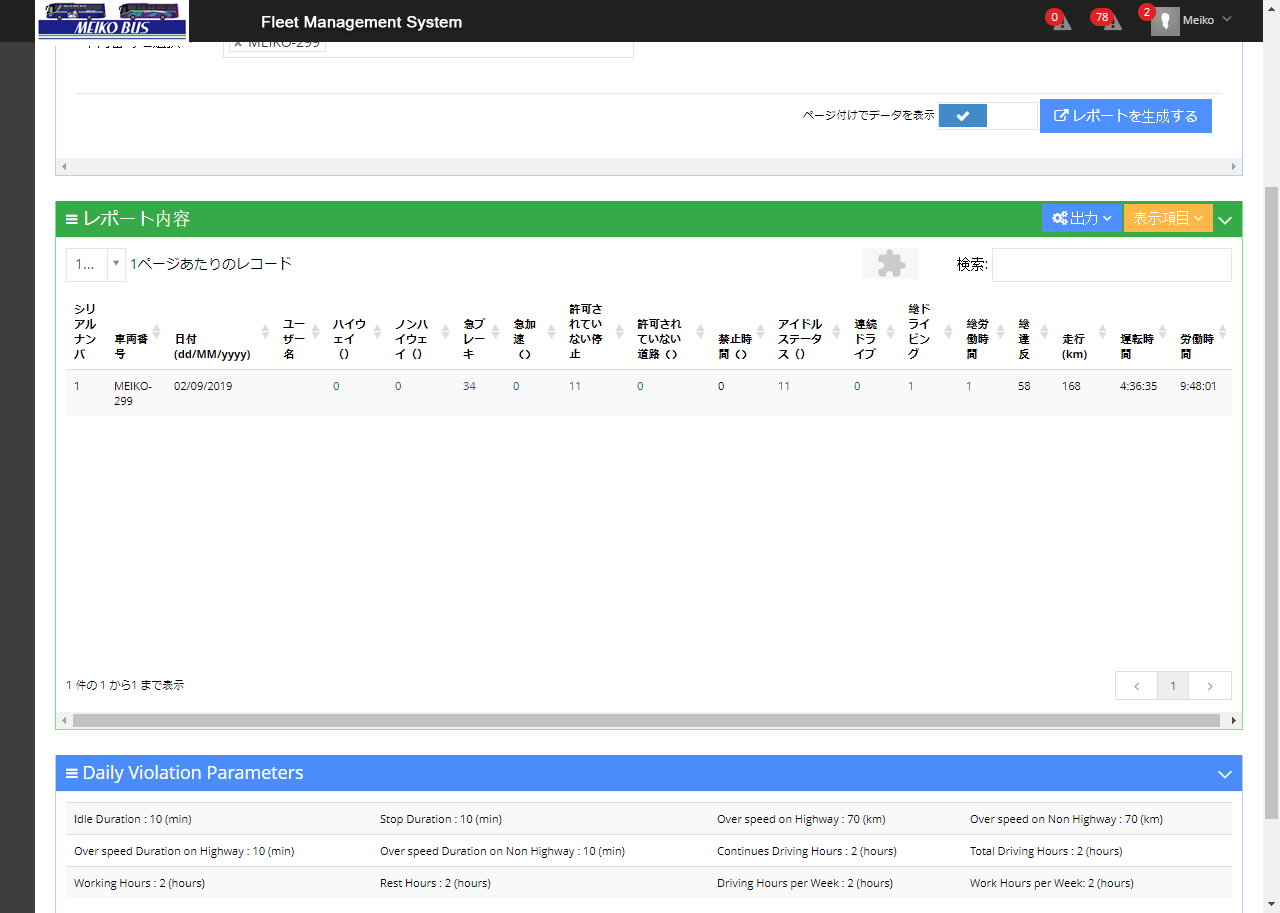 MEIKO BUS
Fleet Management System
0
78
2
Meiko
× MEIKO-299
ページ付けでデータを表示
レポートを生成する
レポート内容
出力
表示項目
1...
1ページあたりのレコード
検索:
シリアルナンバ
車両番号
日付 (dd/MM/yyyy)
ユーザー名
ハイウェイ ()
ノンハイウェイ ()
急ブレーキ
急加速 ()
許可されていない停止
許可されていない道路 ()
禁止時間 ()
アイドルステータス ()
連続ドライブ
総ドライビング
総労働時間
総違反
走行 (km)
運転時間
労働時間
1 MEIKO-299 02/09/2019 0 0 34 0 11 0 0 11 0 1 1 58 168 4:36:35 9:48:01
1 件の 1 から1 まで表示
1
Daily Violation Parameters
Idle Duration : 10 (min) Stop Duration : 10 (min) Over speed on Highway : 70 (km) Over speed on Non Highway : 70 (km)
Over speed Duration on Highway : 10 (min) Over speed Duration on Non Highway : 10 (min) Continues Driving Hours : 2 (hours) Total Driving Hours : 2 (hours)
Working Hours : 2 (hours) Rest Hours : 2 (hours) Driving Hours per Week : 2 (hours) Work Hours per Week: 2 (hours)